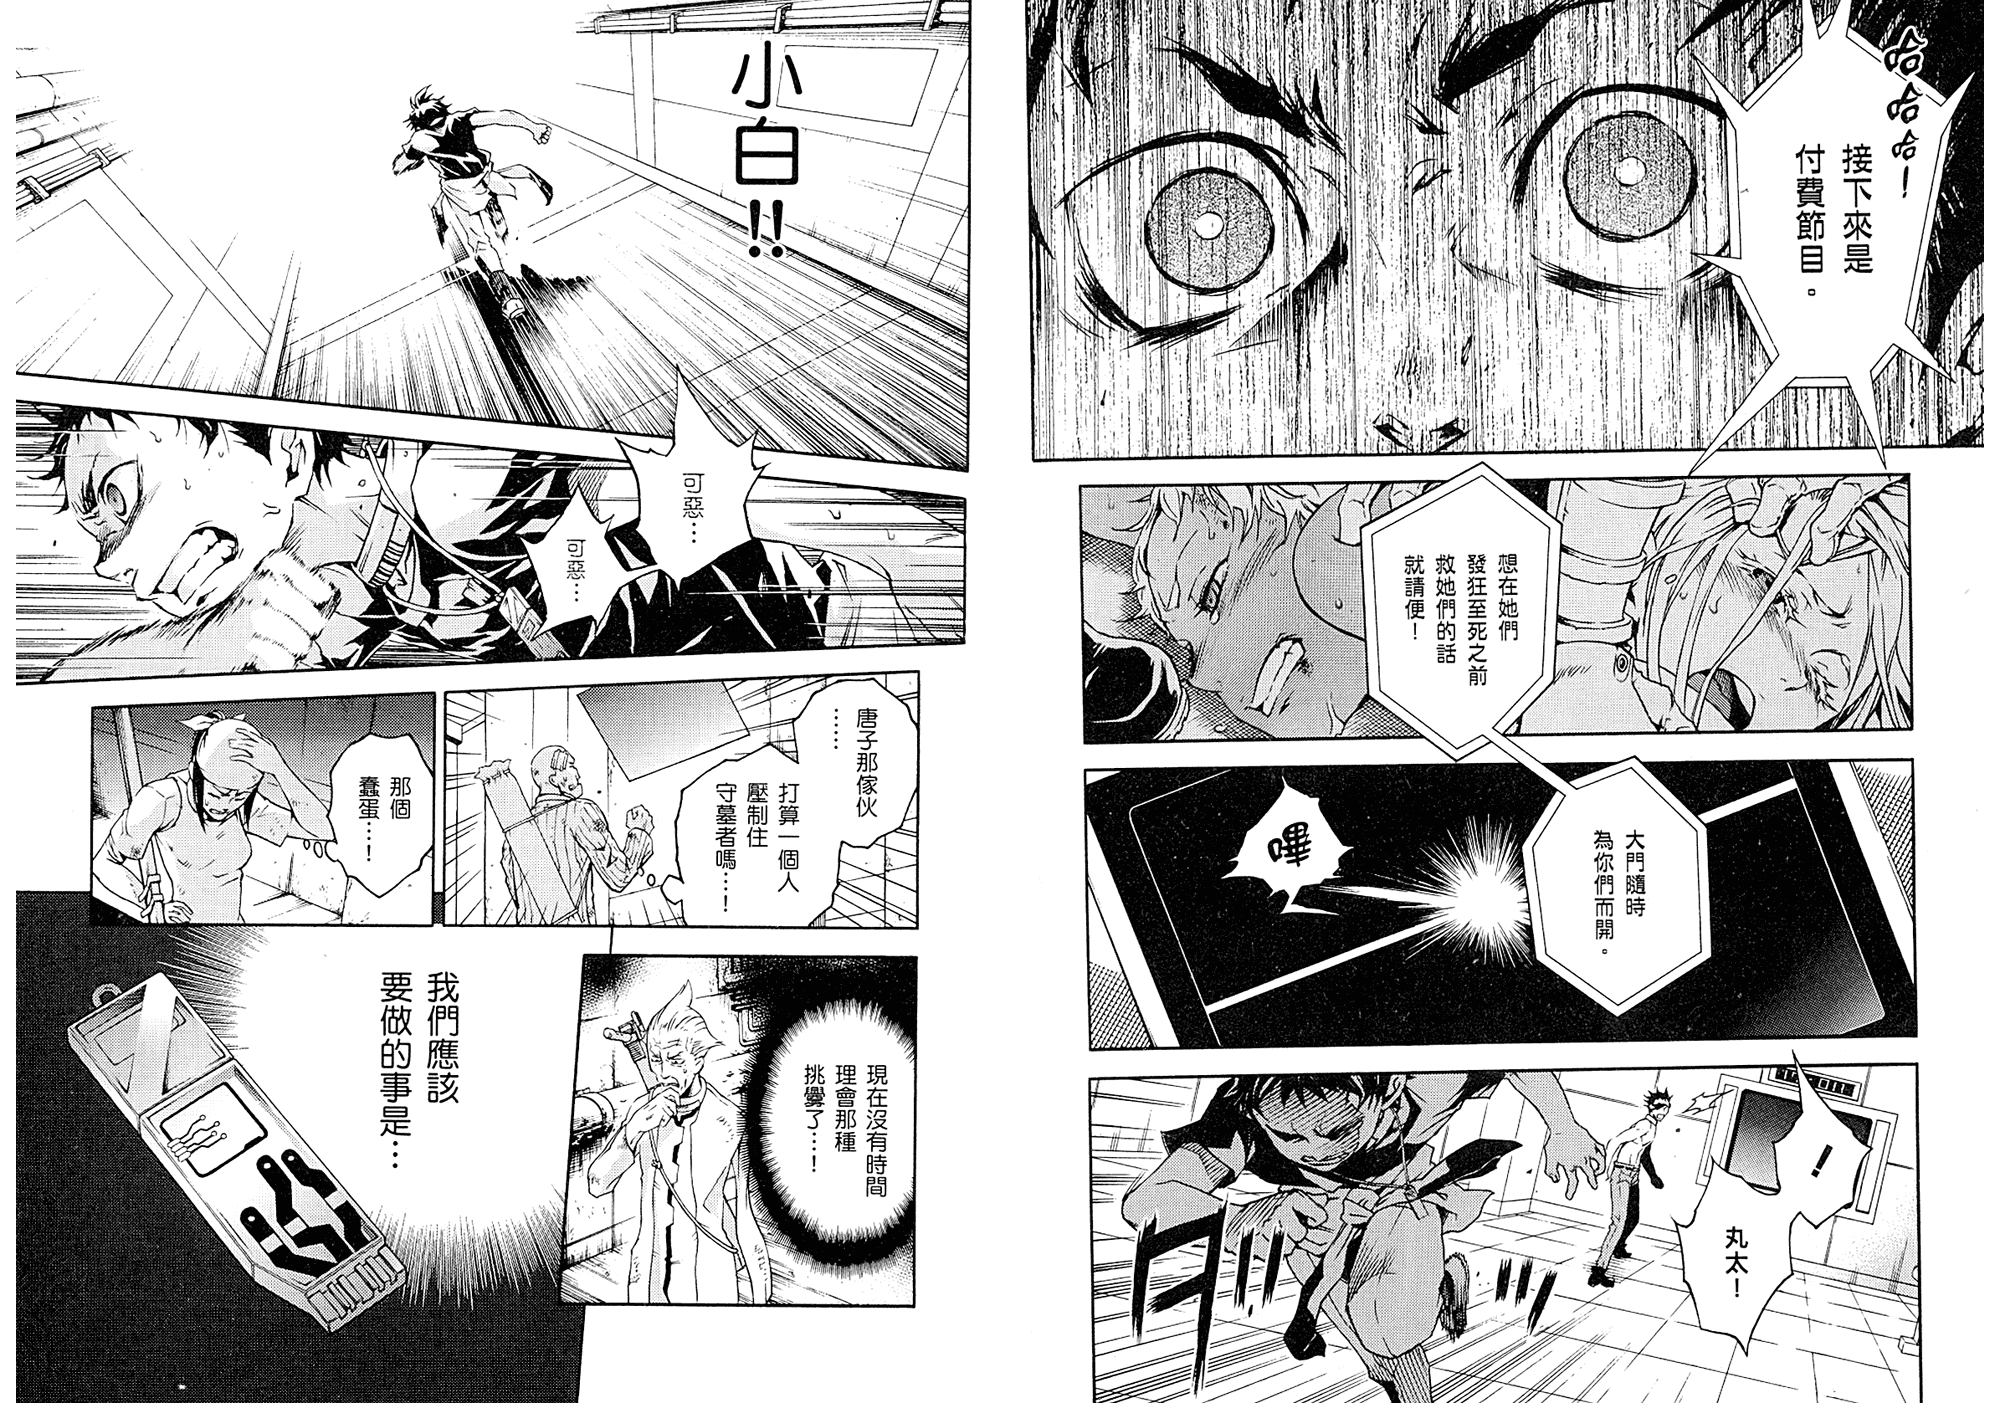 哈哈哈！
接下來是
付費節目。
想在她們
發狂至死之前
救她們的話
就請便！
大門隨時
為你們而開。
嗶
！
丸太！
ダッ
小白!!
可惡…
可惡…
唐子那傢伙
……
打算一個人
壓制住
守墓者嗎…！
那個
蠢蛋…！
現在沒有時間
理會那種
挑釁了…！
我們應該
要做的事是…